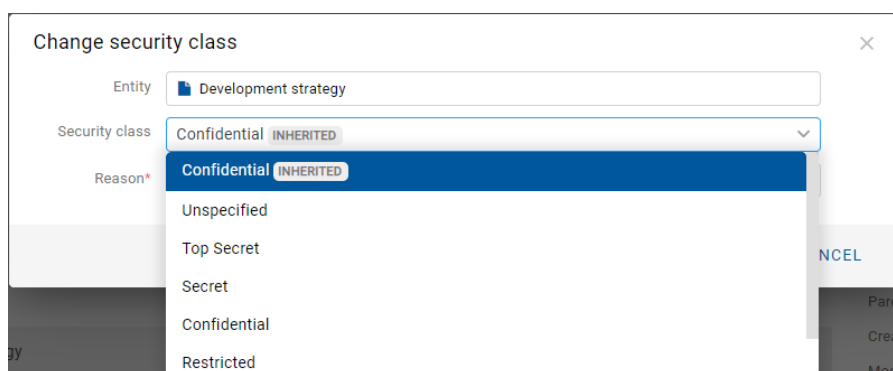 Change security class
Entity Development strategy
Security class Confidential INHERITED
Reason*
Confidential INHERITED
Unspecified
Top Secret
NCEL
Secret
Confidential
Restricted